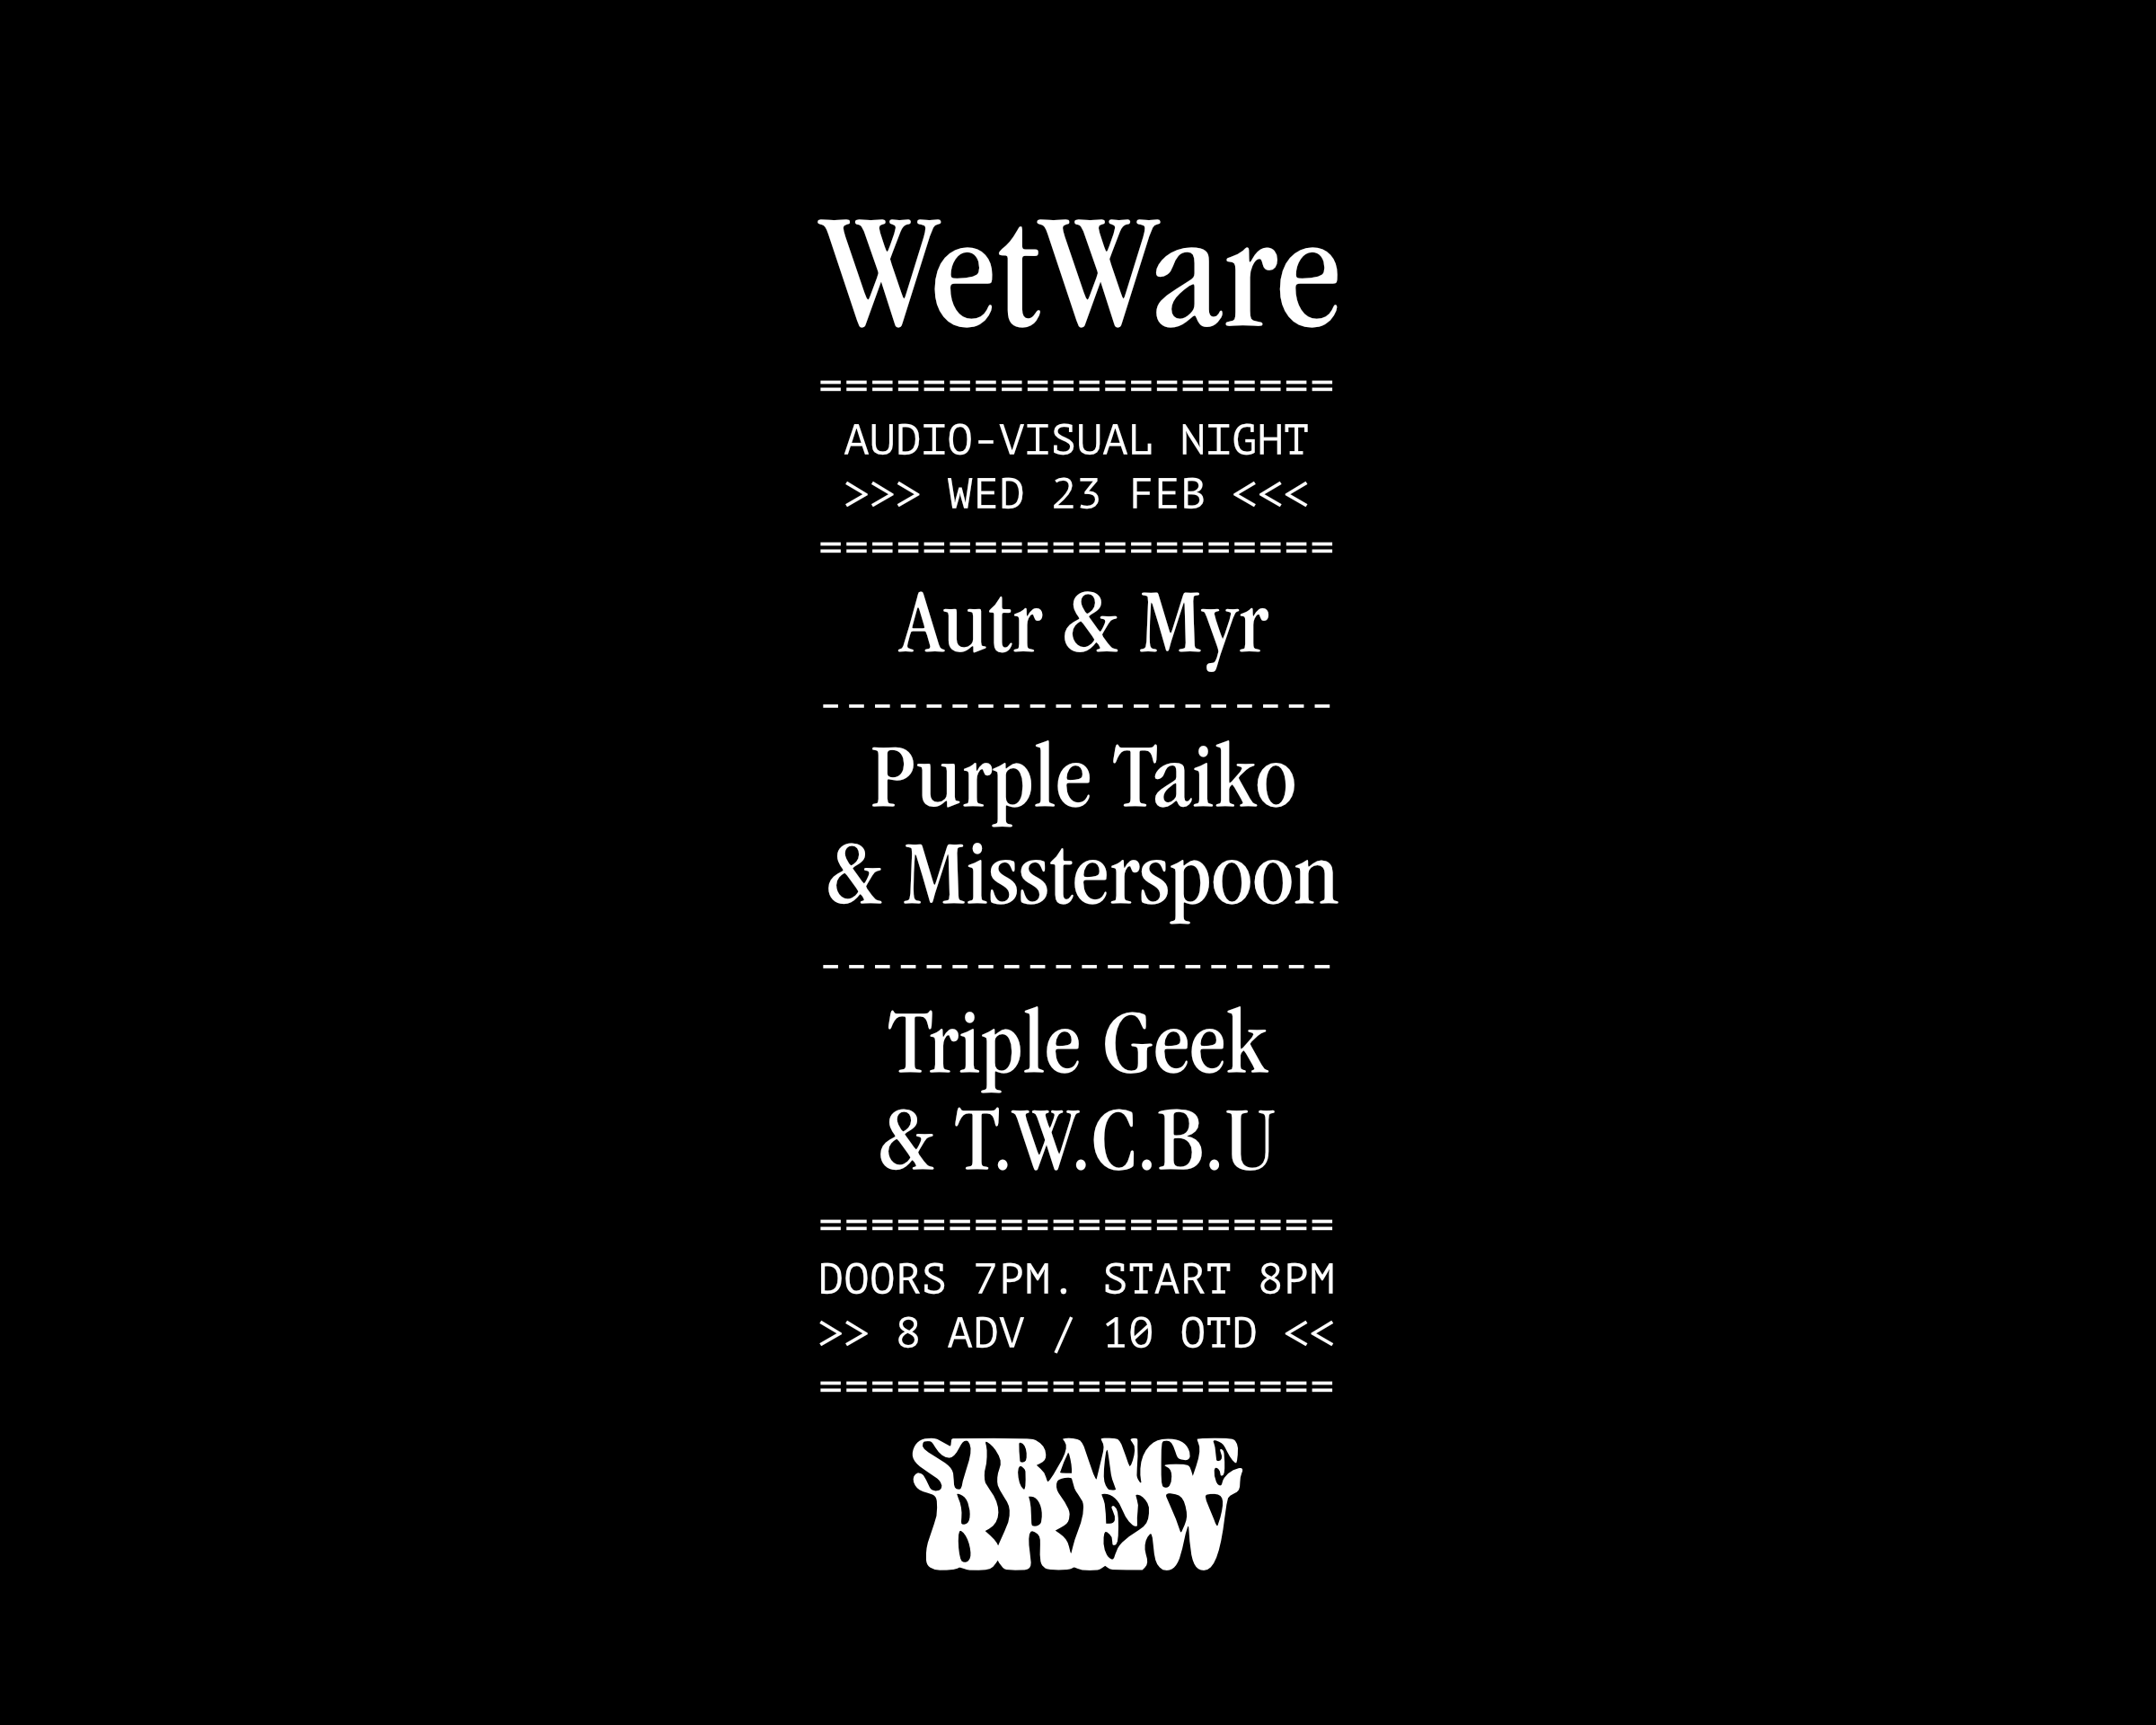 WetWare
====================
AUDIO-VISUAL NIGHT
>>> WED 23 FEB <<<
====================
Autr & Myr
--------------------
Purple Taiko
& Missterspoon
--------------------
Triple Geek
& T.W.C.B.U
====================
DOORS 7PM. START 8PM
>> 8 ADV / 10 OTD <<
====================
STRANGE
BREW